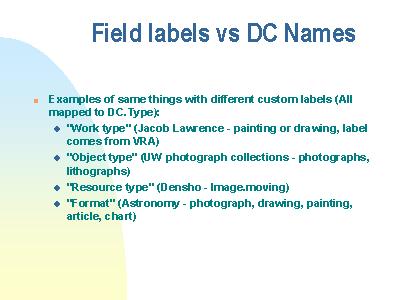 Field labels vs DC Names
Examples of same things with different custom labels (All
mapped to DC.Type):
"Work type" (Jacob Lawrence - painting or drawing, label
comes from VRA)
"Object type" (UW photograph collections - photographs,
lithographs)
"Resource type" (Densho - Image.moving)
"Format" (Astronomy - photograph, drawing, painting,
article, chart)